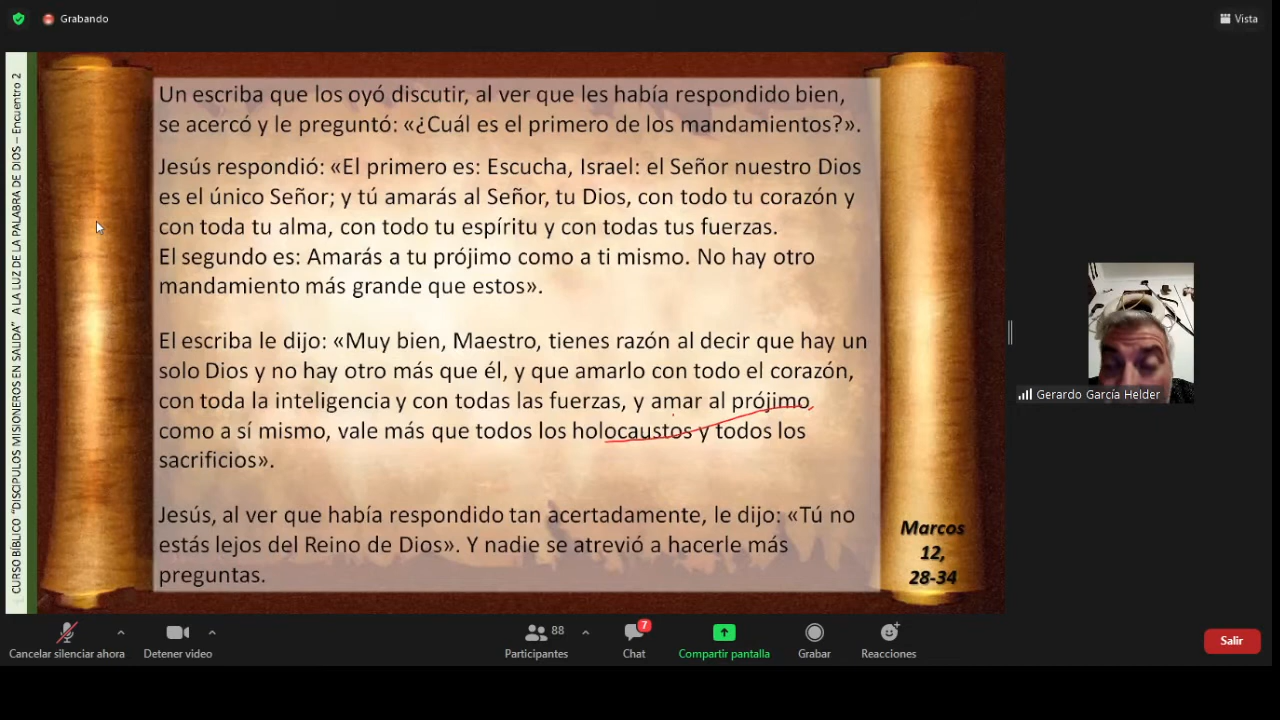 Grabando
Vista
CURSO BÍBLICO “DISCIPULOS MISIONEROS EN SALIDA” A LA LUZ DE LA PALABRA DE DIOS – Encuentro 2
Un escriba que los oyó discutir, al ver que les había respondido bien,
se acercó y le preguntó: «¿Cuál es el primero de los mandamientos?».
Jesús respondió: «El primero es: Escucha, Israel: el Señor nuestro Dios
es el único Señor; y tú amarás al Señor, tu Dios, con todo tu corazón y
con toda tu alma, con todo tu espíritu y con todas tus fuerzas.
El segundo es: Amarás a tu prójimo como a ti mismo. No hay otro
mandamiento más grande que estos».
El escriba le dijo: «Muy bien, Maestro, tienes razón al decir que hay un
solo Dios y no hay otro más que él, y que amarlo con todo el corazón,
con toda la inteligencia y con todas las fuerzas, y amar al prójimo,
como a sí mismo, vale más que todos los holocaustos y todos los
sacrificios».
Jesús, al ver que había respondido tan acertadamente, le dijo: «Tú no
estás lejos del Reino de Dios». Y nadie se atrevió a hacerle más
preguntas.
Marcos
12,
28-34
Gerardo García Helder
Cancelar silenciar ahora
Detener video
88
Participantes
7
Chat
Compartir pantalla
Grabar
Reacciones
Salir